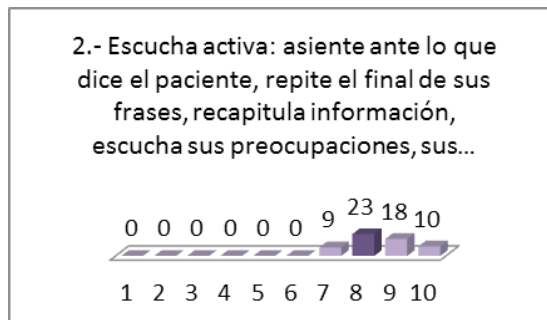 2.- Escucha activa: asiente ante lo que
dice el paciente, repite el final de sus
frases, recapitula información,
escucha sus preocupaciones, sus...
0 0 0 0 0 0 9 23 18 10
1 2 3 4 5 6 7 8 9 10